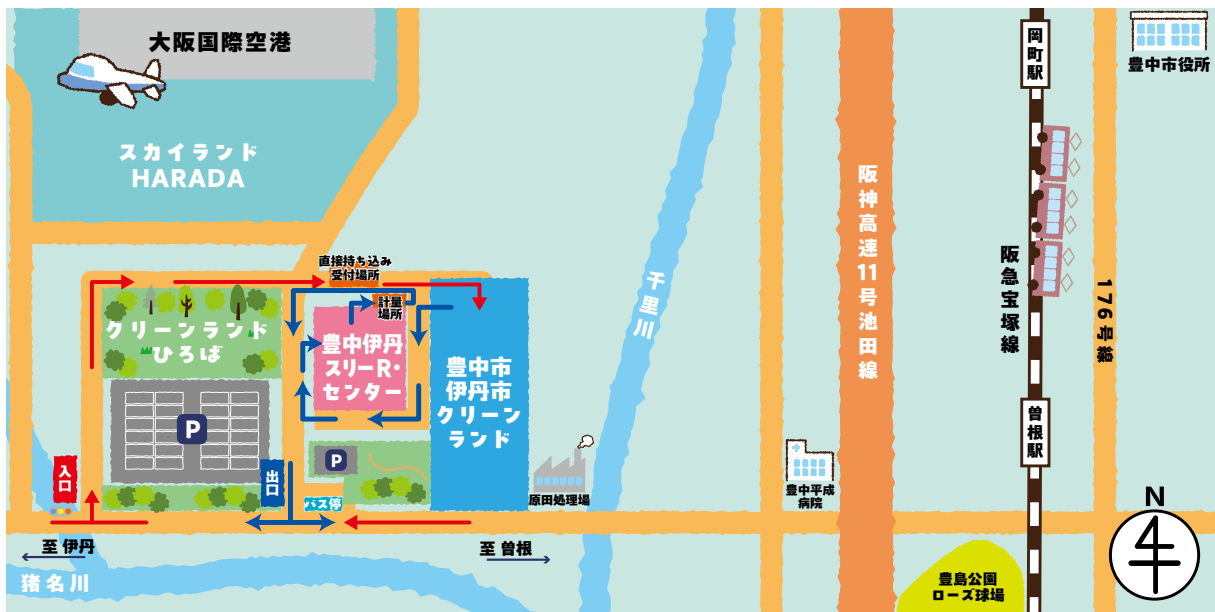 大阪国際空港
スカイランド
HARADA
岡町駅
豊中市役所
阪神高速11号池田線
阪急宝塚線
176号線
千里川
直接持ち込み
受付場所
計量
場所
クリーンランド
ひろば
豊中伊丹
スリーR・
センター
豊中市
伊丹市
クリーン
ランド
P
P
入口
出口
バス停
原田処理場
豊中平成
病院
曽根駅
至 伊丹
至 曽根
猪名川
豊島公園
ローズ球場
N